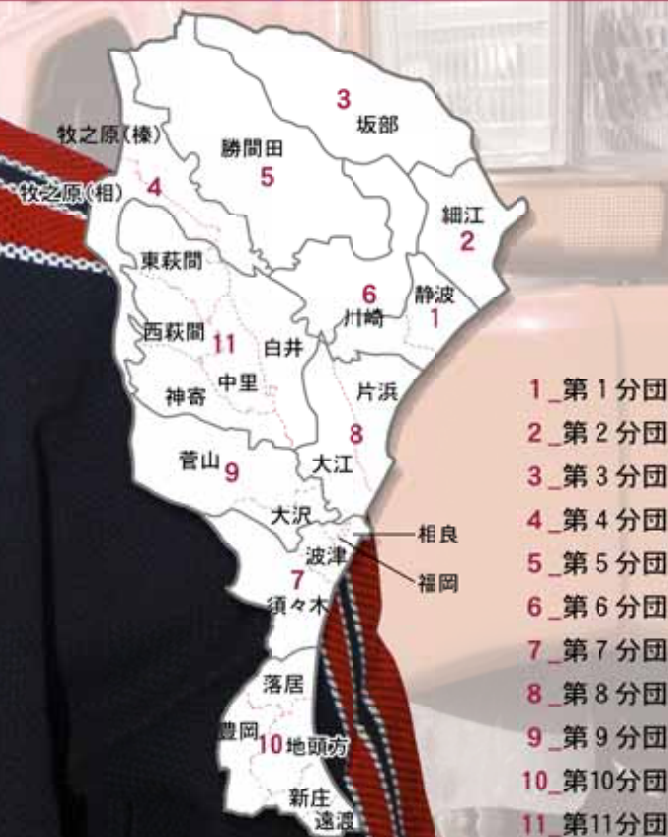 3
坂部
牧之原(榛)
勝間田
5
牧之原(相)
4
細江
2
東萩間
6
川崎
静波
1
西萩間
11
白井
中里
神寄
片浜
8
菅山
9
大江
大沢
相良
波津
福岡
7
須々木
落居
豊岡
10
地頭方
新庄
遠渡
1_第1分団
2_第2分団
3_第3分団
4_第4分団
5_第5分団
6_第6分団
7_第7分団
8_第8分団
9_第9分団
10_第10分団
11_第11分団